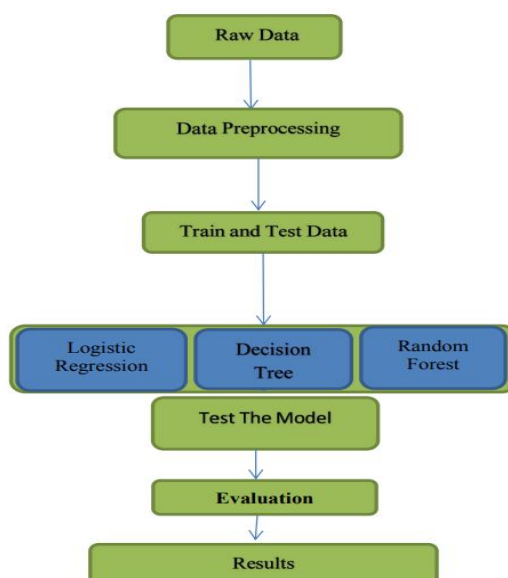 Raw Data
Data Preprocessing
Train and Test Data
Logistic
Regression
Decision
Tree
Random
Forest
Test The Model
Evaluation
Results